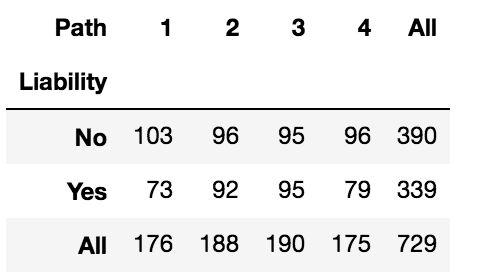 Path 1 2 3 4 All
Liability
No 103 96 95 96 390
Yes 73 92 95 79 339
All 176 188 190 175 729